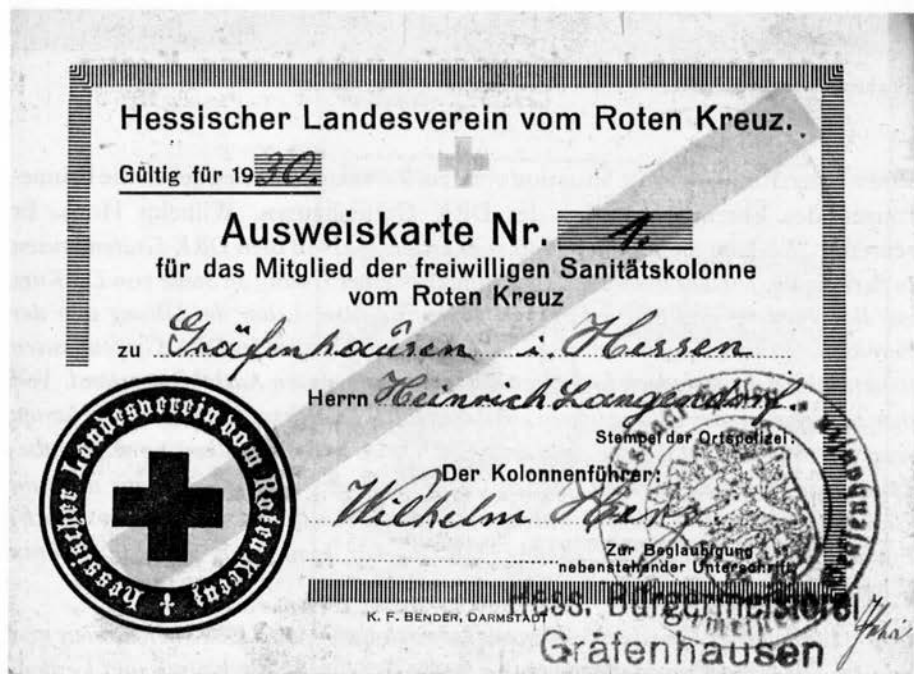 Hessischer Landesverein vom Roten Kreuz.
Gültig für 1930.
Ausweiskarte Nr. 1.
für das Mitglied der freiwilligen Sanitätskolonne
vom Roten Kreuz
zu Gräfenhausen i. Hessen
Herrn Heinrich Langendorf.
Stempel der Ortspolizei:
Der Kolonnenführer:
Wilhelm
Zur Beglaubigung
nebenstehender Unterschrift.
Hessischer Landesverein vom Roten Kreuz
K. F. BENDER, DARMSTADT
Hess. Bürgermeisterei
Gräfenhausen